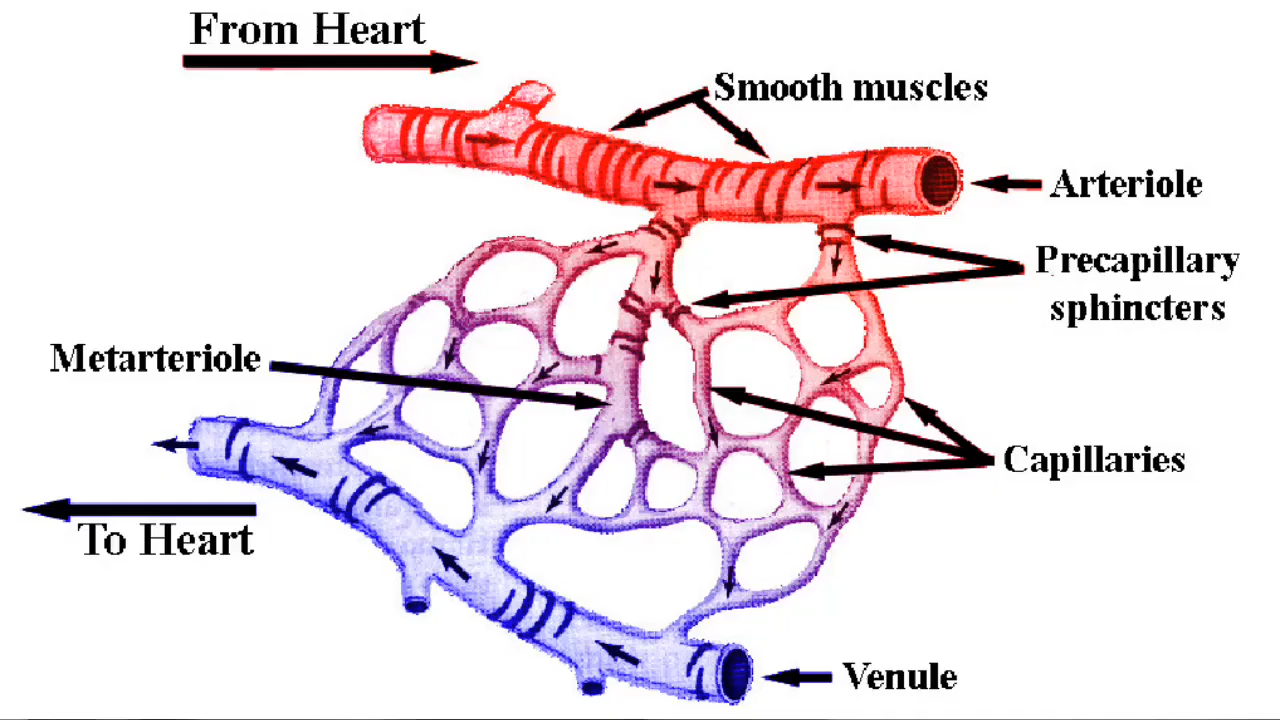 From Heart
Smooth muscles
Arteriole
Precapillary
sphincters
Metarteriole
Capillaries
To Heart
Venule